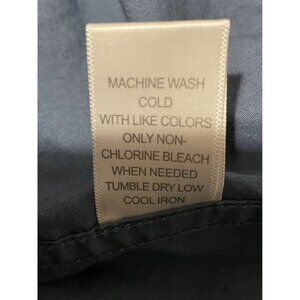 MACHINE WASH
COLD
WITH LIKE COLORS
ONLY NON-
CHLORINE BLEACH
WHEN NEEDED
TUMBLE DRY LOW
COOL IRON